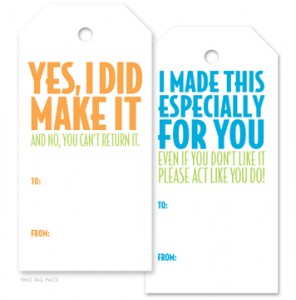 YES, I DID
MAKE IT
AND NO, YOU CAN'T RETURN IT.
TO:
FROM:
I MADE THIS
ESPECIALLY
FOR YOU
EVEN IF YOU DON'T LIKE IT
PLEASE ACT LIKE YOU DO!
TO:
FROM: